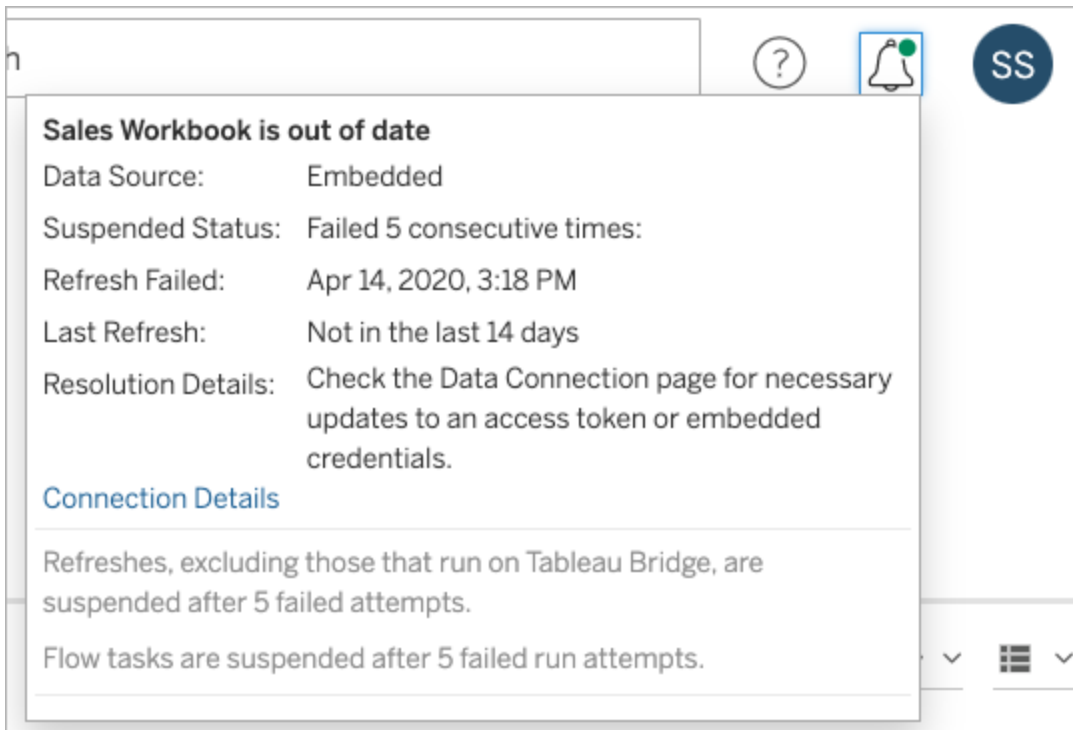 h
?
SS
Sales Workbook is out of date
Data Source: Embedded
Suspended Status: Failed 5 consecutive times:
Refresh Failed: Apr 14, 2020, 3:18 PM
Last Refresh: Not in the last 14 days
Resolution Details: Check the Data Connection page for necessary
updates to an access token or embedded
credentials.
Connection Details
Refreshes, excluding those that run on Tableau Bridge, are
suspended after 5 failed attempts.
Flow tasks are suspended after 5 failed run attempts.